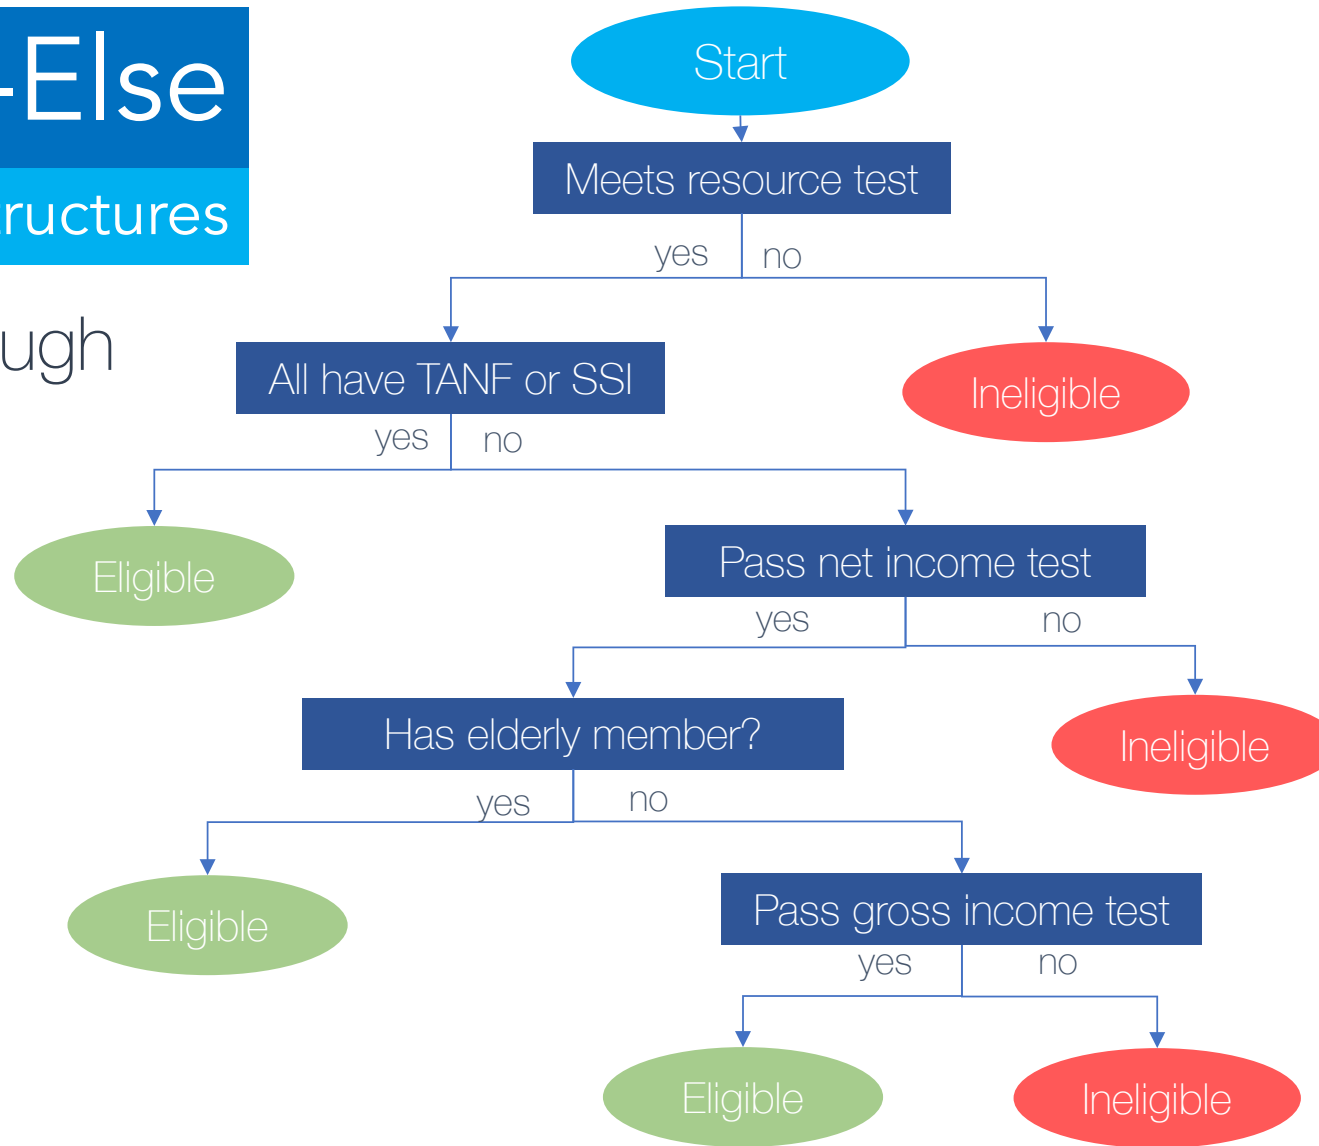 -Else
Start
Meets resource test
ructures
yes
no
ugh
All have TANF or SSI
Ineligible
yes
no
Pass net income test
Eligible
yes
no
Has elderly member?
Ineligible
yes
no
Pass gross income test
Eligible
yes
no
Eligible
Ineligible